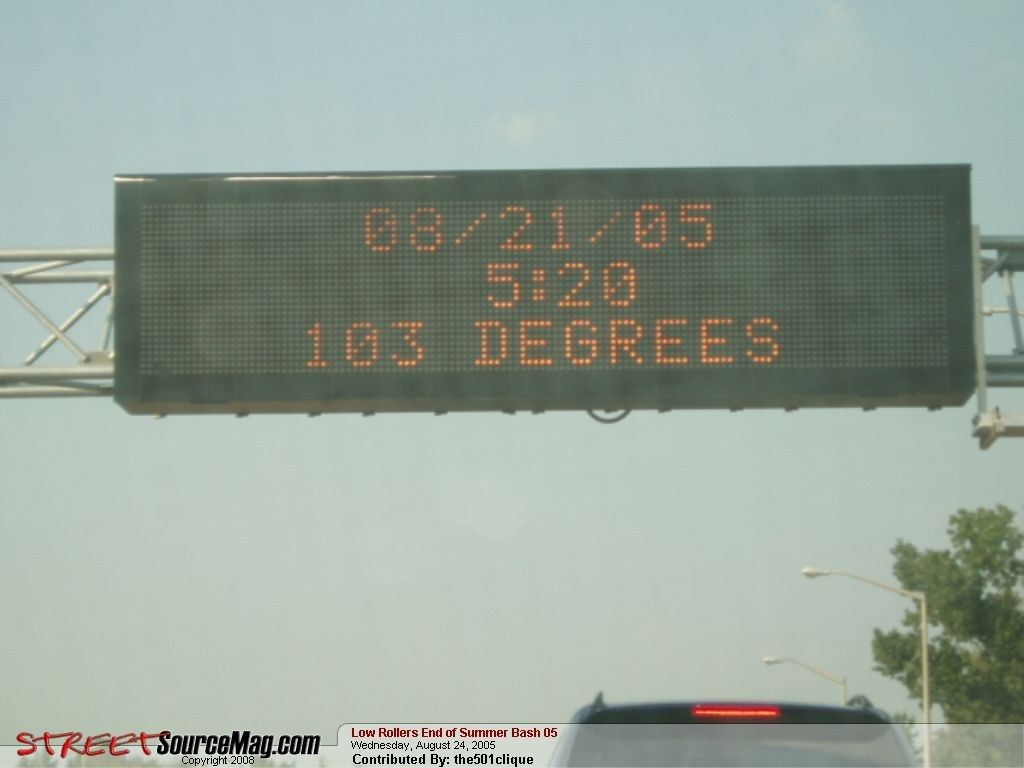 08/21/05
5:20
103 DEGREES
STREETSourceMag.com
Copyright 2008
Low Rollers End of Summer Bash 05
Wednesday, August 24, 2005
Contributed By: the501clique